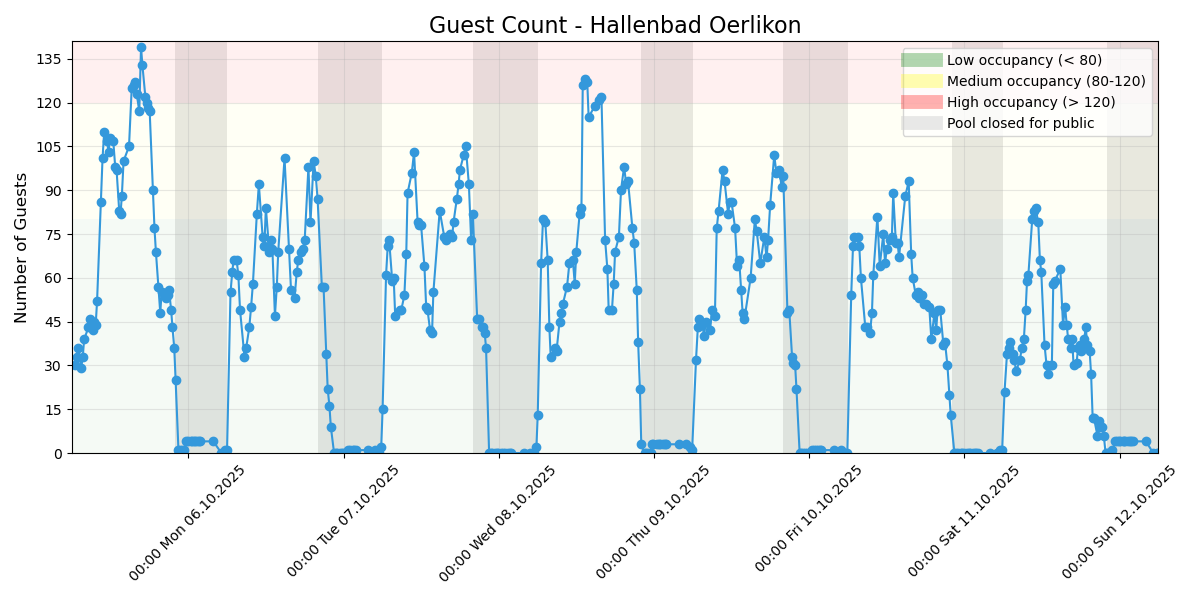 Guest Count - Hallenbad Oerlikon
Number of Guests
135
120
105
90
75
60
45
30
15
0
Low occupancy (< 80)
Medium occupancy (80-120)
High occupancy (> 120)
Pool closed for public
00:00 Mon 06.10.2025
00:00 Tue 07.10.2025
00:00 Wed 08.10.2025
00:00 Thu 09.10.2025
00:00 Fri 10.10.2025
00:00 Sat 11.10.2025
00:00 Sun 12.10.2025